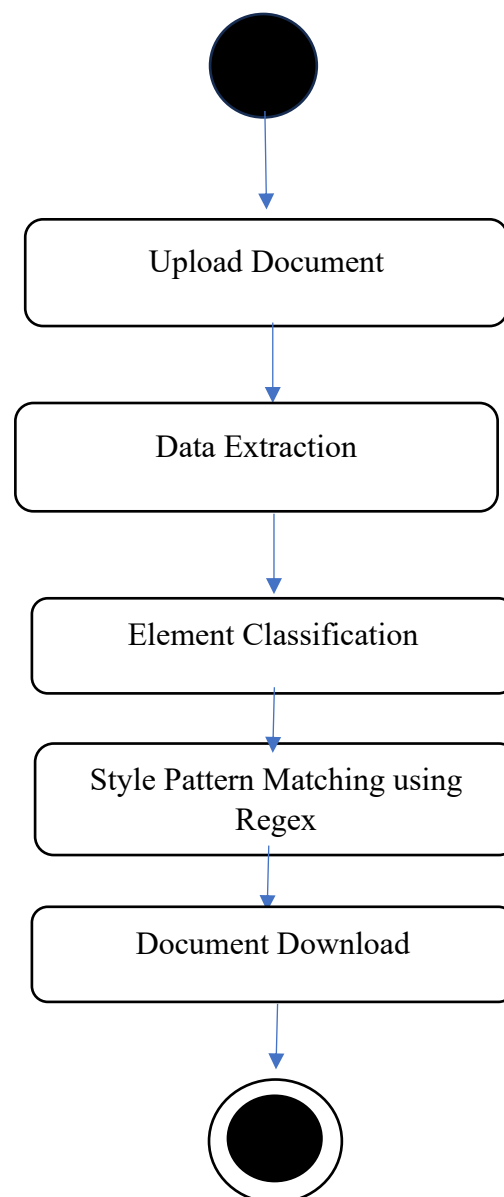 Upload Document
Data Extraction
Element Classification
Style Pattern Matching using
Regex
Document Download